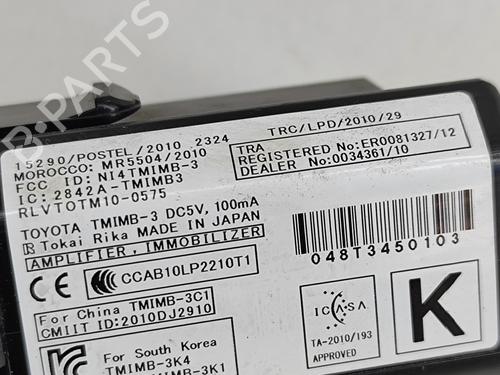 B-PARTS
15290/POSTEL/2010 2324
MOROCCO: MR5504/2010
FCC ID: NI4TMIMB-3
IC: 2842A-TMIMB3
RLVTOTM10-0575
TRC/LPD/2010/29
TRA
REGISTERED No:ER0081327/12
DEALER No:0034361/10
TOYOTA TMIMB-3 DC5V, 100mA
R Tokai Rika MADE IN JAPAN
AMPLIFIER, IMMOBILIZER
CE CCAB10LP2210T1
048T3450103
For China TMIMB-3C1
CMIIT ID:2010DJ2910
ICASA
TA-2010/193
APPROVED
K
For South Korea
TMIMB-3K4
TMIMB-3K1